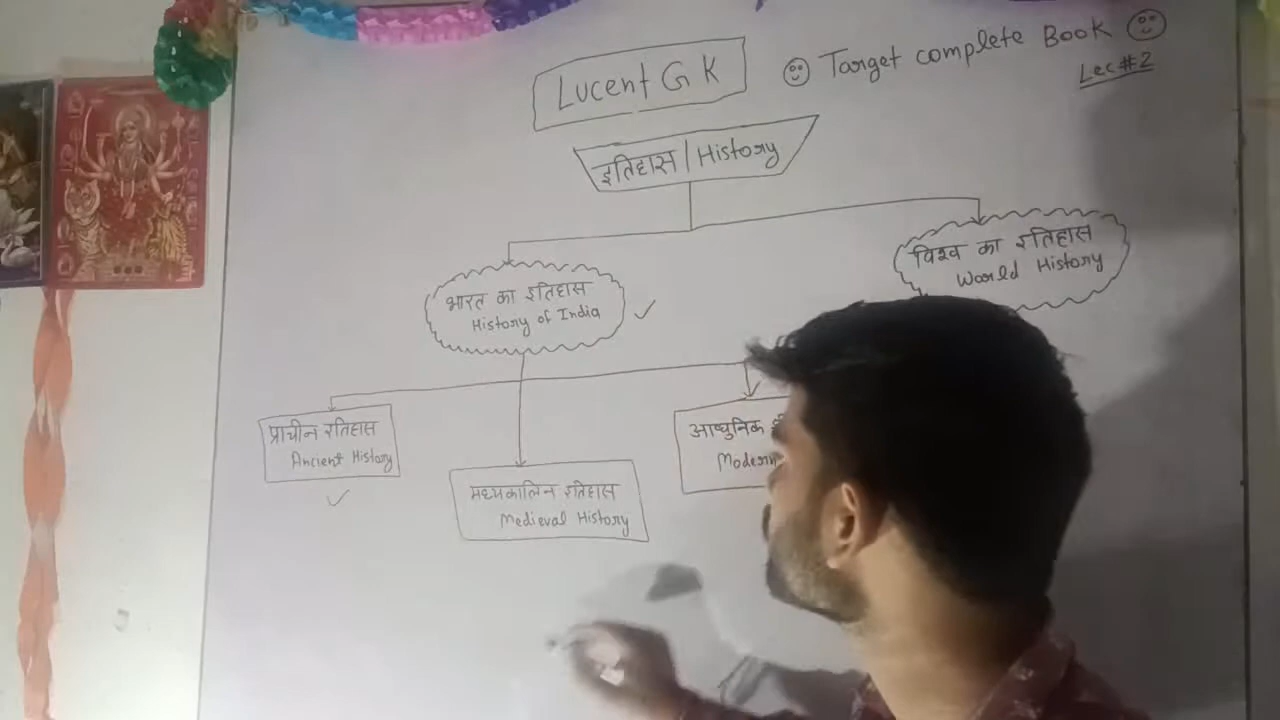 Lucent G K
Target complete Book
Lec#2
इतिहास | History
भारत का इतिहास
History of India
विश्व का इतिहास
World History
प्राचीन इतिहास
Ancient History
मध्यकालिन इतिहास
Medieval History
आधुनिक
Modern